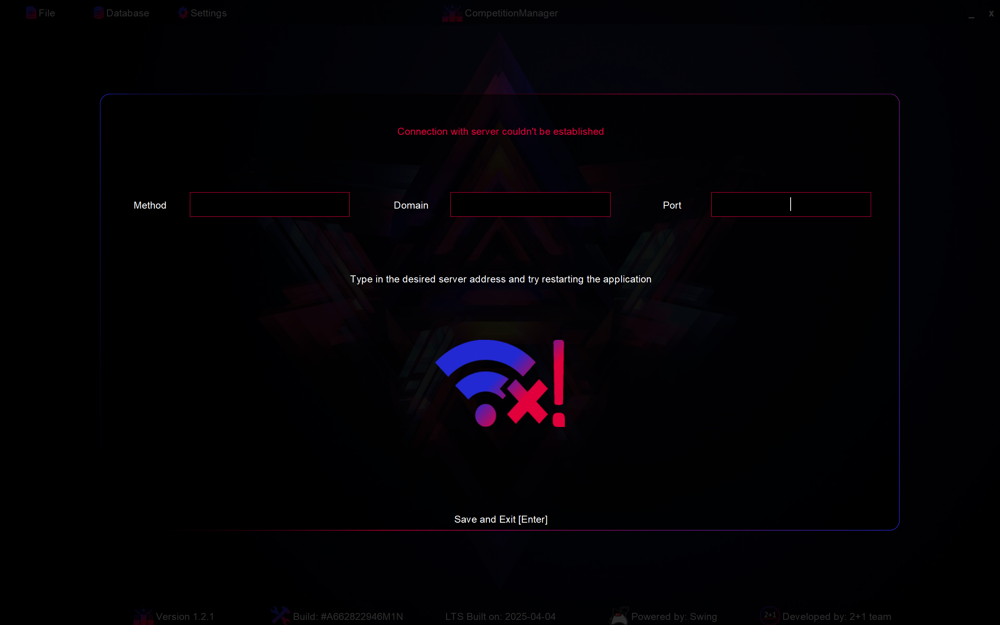 File Database Settings CompetitionManager _ x
Connection with server couldn't be established
Method Domain Port
Type in the desired server address and try restarting the application
Save and Exit [Enter]
Version 1.2.1 Build: #A662822946M1N LTS Built on: 2025-04-04 Powered by: Swing 2+1 Developed by: 2+1 team